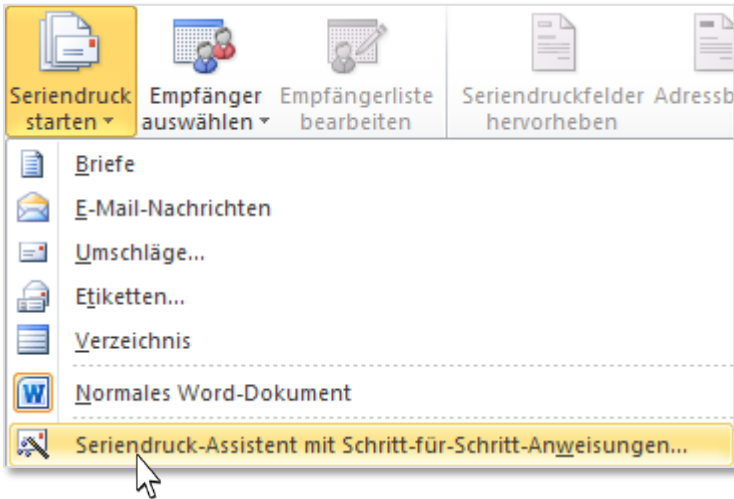 Seriendruck starten
Empfänger auswählen
Empfängerliste bearbeiten
Seriendruckfelder hervorheben
Briefe
E-Mail-Nachrichten
Umschläge...
Etiketten...
Verzeichnis
Normales Word-Dokument
Seriendruck-Assistent mit Schritt-für-Schritt-Anweisungen...